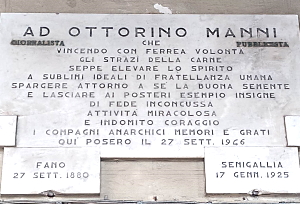 AD OTTORINO MANNI
GIORNALISTA CHE PUBBLICISTA
VINCENDO CON FERREA VOLONTÀ
GLI STRAZI DELLA CARNE
SEPPE ELEVARE LO SPIRITO
A SUBLIMI IDEALI DI FRATELLANZA UMANA
SPARGERE ATTORNO A SE LA BUONA SEMENTE
E LASCIARE AI POSTERI ESEMPIO INSIGNE
DI FEDE INCONCUSSA
ATTIVITÀ MIRACOLOSA
E INDOMITO CORAGGIO
I COMPAGNI ANARCHICI MEMORI E GRATI
QUI POSERO IL 27 SETT. 1966
FANO
27 SETT. 1880
SENIGALLIA
17 GENN. 1925